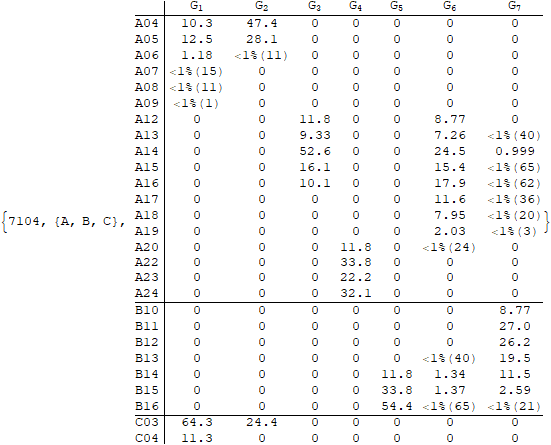 G1 G2 G3 G4 G5 G6 G7
A04 10.3 47.4 0 0 0 0 0
A05 12.5 28.1 0 0 0 0 0
A06 1.18 <1%(11) 0 0 0 0 0
A07 <1%(15) 0 0 0 0 0 0
A08 <1%(11) 0 0 0 0 0 0
A09 <1%(1) 0 0 0 0 0 0
A12 0 0 11.8 0 0 8.77 0
A13 0 0 9.33 0 0 7.26 <1%(40)
A14 0 0 52.6 0 0 24.5 0.999
A15 0 0 16.1 0 0 15.4 <1%(65)
A16 0 0 10.1 0 0 17.9 <1%(62)
A17 0 0 0 0 0 11.6 <1%(36)
{7104, {A, B, C}, A18 0 0 0 0 0 7.95 <1%(20) }
A19 0 0 0 0 0 2.03 <1%(3)
A20 0 0 0 11.8 0 <1%(24) 0
A22 0 0 0 33.8 0 0 0
A23 0 0 0 22.2 0 0 0
A24 0 0 0 32.1 0 0 0
B10 0 0 0 0 0 0 8.77
B11 0 0 0 0 0 0 27.0
B12 0 0 0 0 0 0 26.2
B13 0 0 0 0 0 <1%(40) 19.5
B14 0 0 0 0 11.8 1.34 11.5
B15 0 0 0 0 33.8 1.37 2.59
B16 0 0 0 0 54.4 <1%(65) <1%(21)
C03 64.3 24.4 0 0 0 0 0
C04 11.3 0 0 0 0 0 0